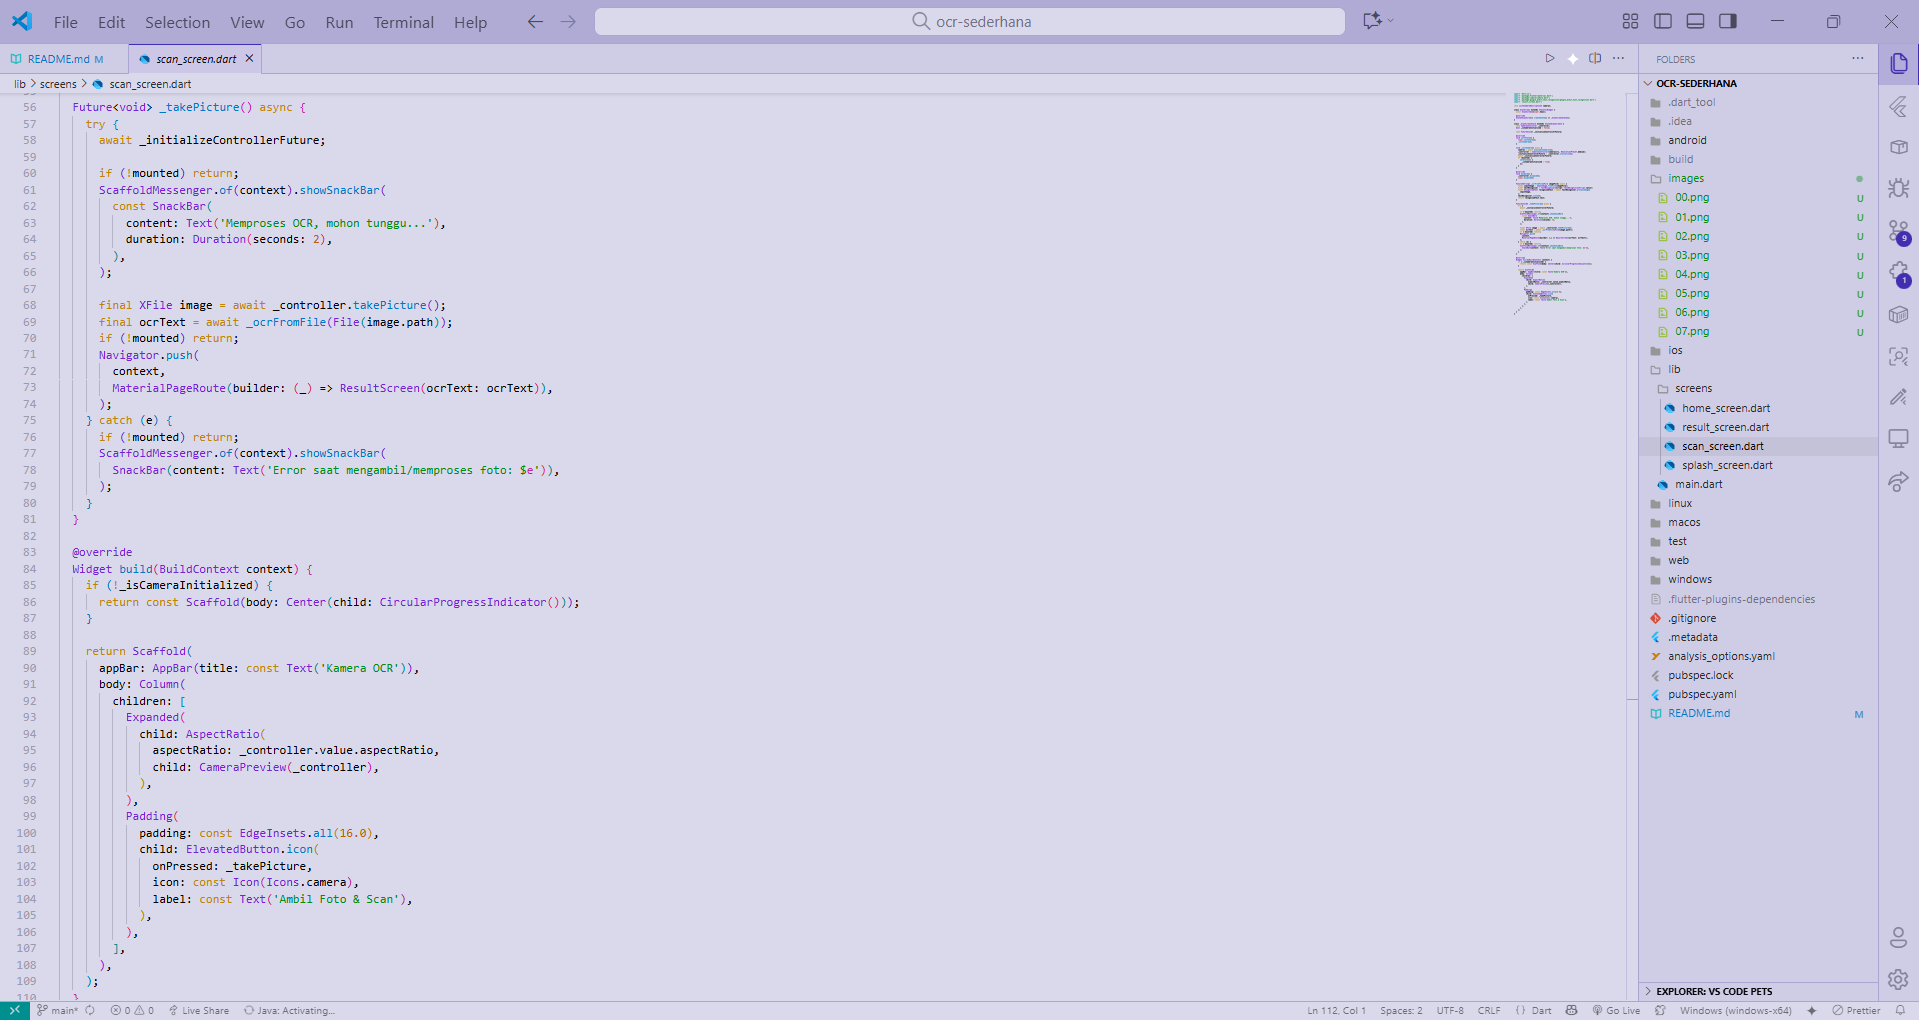 File Edit Selection View Go Run Terminal Help
ocr-sederhana
README.md M
scan_screen.dart
lib > screens > scan_screen.dart
56 Future<void> _takePicture() async {
57 try {
58 await _initializeControllerFuture;
59
60 if (!mounted) return;
61 ScaffoldMessenger.of(context).showSnackBar(
62 const SnackBar(
63 content: Text('Memproses OCR, mohon tunggu...'),
64 duration: Duration(seconds: 2),
65 ),
66 );
67
68 final XFile image = await _controller.takePicture();
69 final ocrText = await _ocrFromFile(File(image.path));
70 if (!mounted) return;
71 Navigator.push(
72 context,
73 MaterialPageRoute(builder: (_) => ResultScreen(ocrText: ocrText)),
74 );
75 } catch (e) {
76 if (!mounted) return;
77 ScaffoldMessenger.of(context).showSnackBar(
78 SnackBar(content: Text('Error saat mengambil/memproses foto: $e')),
79 );
80 }
81 }
82
83 @override
84 Widget build(BuildContext context) {
85 if (!_isCameraInitialized) {
86 return const Scaffold(body: Center(child: CircularProgressIndicator()));
87 }
88
89 return Scaffold(
90 appBar: AppBar(title: const Text('Kamera OCR')),
91 body: Column(
92 children: [
93 Expanded(
94 child: AspectRatio(
95 aspectRatio: _controller.value.aspectRatio,
96 child: CameraPreview(_controller),
97 ),
98 ),
99 Padding(
100 padding: const EdgeInsets.all(16.0),
101 child: ElevatedButton.icon(
102 onPressed: _takePicture,
103 icon: const Icon(Icons.camera),
104 label: const Text('Ambil Foto & Scan'),
105 ),
106 ),
107 ],
108 ),
109 );
110 }
FOLDERS
OCR-SEDERHANA
.dart_tool
.idea
android
build
images
00.png U
01.png U
02.png U
03.png U
04.png U
05.png U
06.png U
07.png U
ios
lib
screens
home_screen.dart
result_screen.dart
scan_screen.dart
splash_screen.dart
main.dart
linux
macos
test
web
windows
.flutter-plugins-dependencies
.gitignore
.metadata
analysis_options.yaml
pubspec.lock
pubspec.yaml
README.md M
EXPLORER: VS CODE PETS
9
1
main* 0 0 Live Share Java: Activating... Ln 112, Col 1 Spaces: 2 UTF-8 CRLF {} Dart Go Live Windows (windows-x64) Prettier